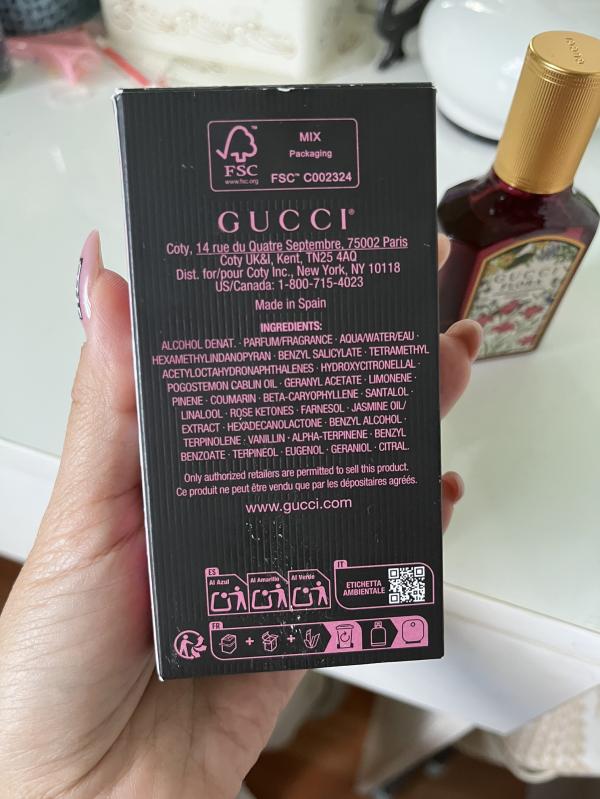 MIX
Packaging
FSC™
www.fsc.org
FSC™ C002324
GUCCI®
Coty, 14 rue du Quatre Septembre, 75002 Paris
Coty UK&I, Kent, TN25 4AQ
Dist. for/pour Coty Inc., New York, NY 10118
US/Canada: 1-800-715-4023
Made in Spain
INGREDIENTS:
ALCOHOL DENAT. · PARFUM/FRAGRANCE · AQUA/WATER/EAU ·
HEXAMETHYLINDANOPYRAN · BENZYL SALICYLATE · TETRAMETHYL
ACETYLOCTAHYDRONAPHTHALENES · HYDROXYCITRONELLAL ·
POGOSTEMON CABLIN OIL · GERANYL ACETATE · LIMONENE ·
PINENE · COUMARIN · BETA-CARYOPHYLLENE · SANTALOL ·
LINALOOL · ROSE KETONES · FARNESOL · JASMINE OIL/
EXTRACT · HEXADECANOLACTONE · BENZYL ALCOHOL ·
TERPINOLENE · VANILLIN · ALPHA-TERPINENE · BENZYL
BENZOATE · TERPINEOL · EUGENOL · GERANIOL · CITRAL.
Only authorized retailers are permitted to sell this product.
Ce produit ne peut être vendu que par les dépositaires agréés.
www.gucci.com
ES
Al Azul
Al Amarillo
Al Verde
IT
ETICHETTA
AMBIENTALE
FR
GUCCI
FLORA